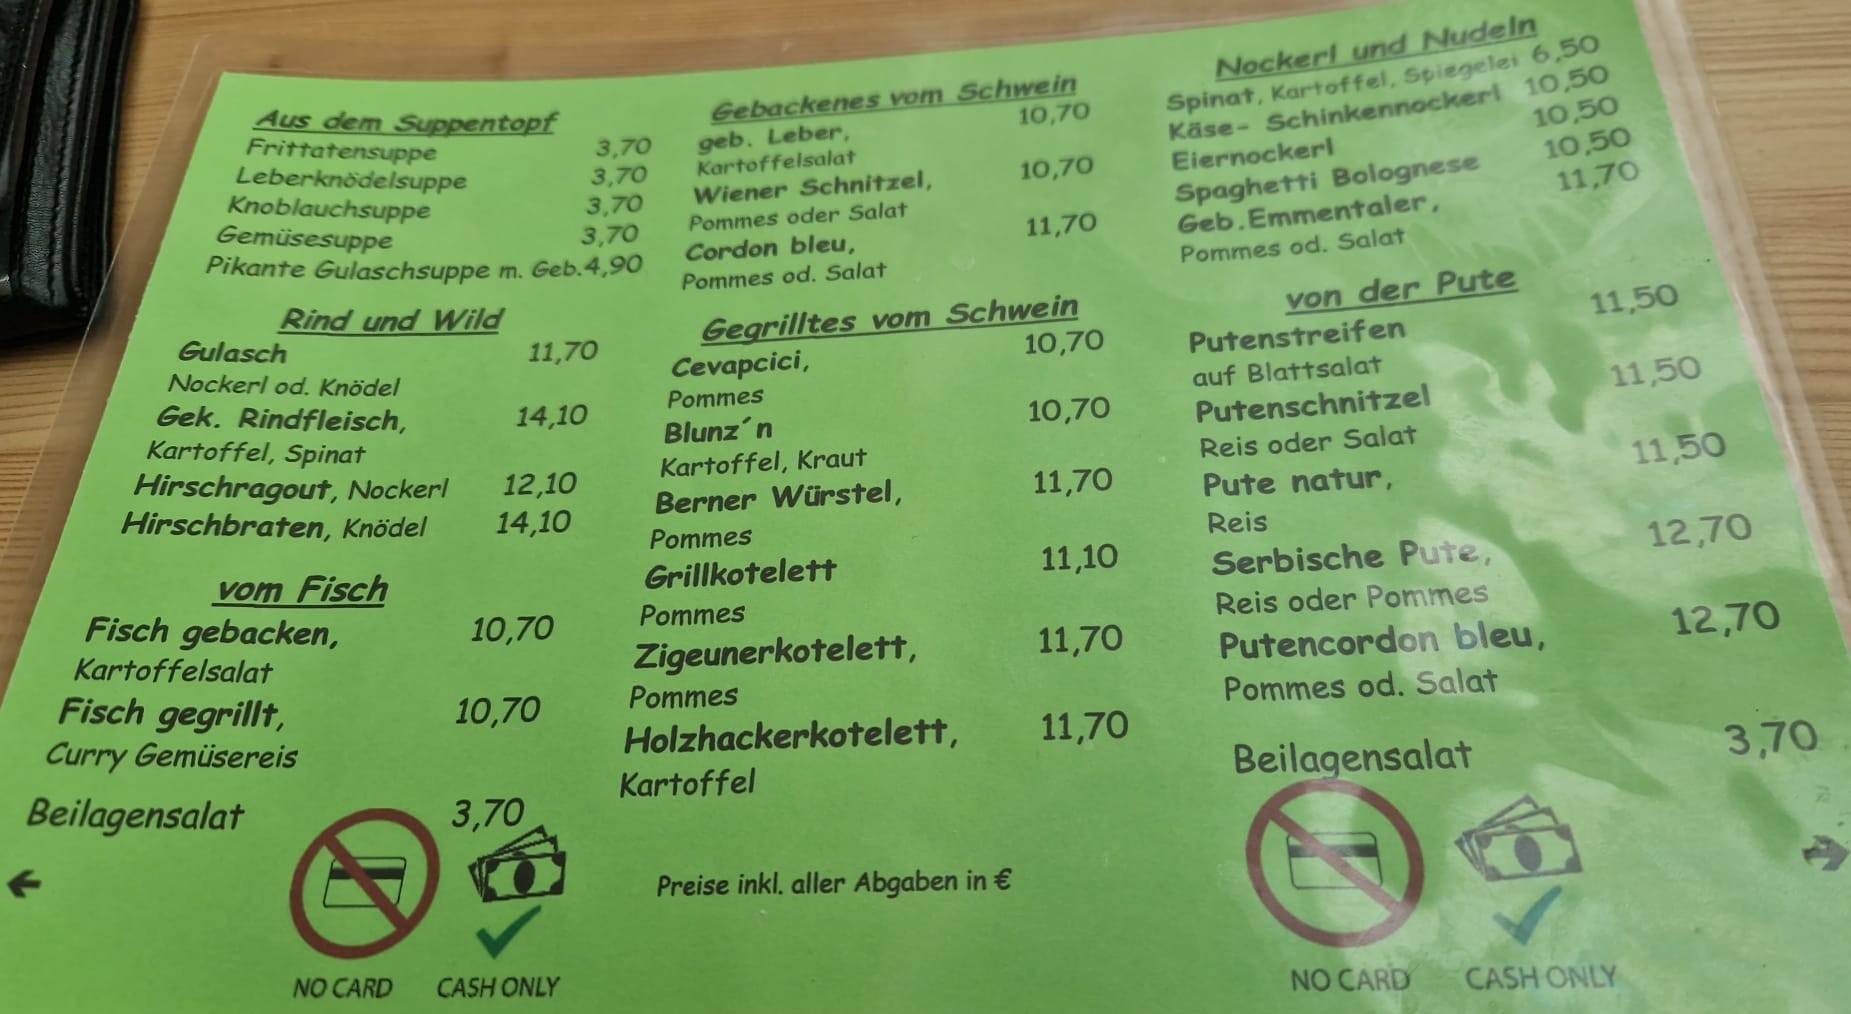 Aus dem Suppentopf
Frittatensuppe 3,70
Leberknödelsuppe 3,70
Knoblauchsuppe 3,70
Gemüsesuppe 3,70
Pikante Gulaschsuppe m. Geb.4,90
Rind und Wild
Gulasch 11,70
Nockerl od. Knödel
Gek. Rindfleisch, 14,10
Kartoffel, Spinat
Hirschragout, Nockerl 12,10
Hirschbraten, Knödel 14,10
vom Fisch
Fisch gebacken, 10,70
Kartoffelsalat
Fisch gegrillt, 10,70
Curry Gemüsereis
Beilagensalat 3,70
NO CARD CASH ONLY
Gebackenes vom Schwein
geb. Leber, 10,70
Kartoffelsalat
Wiener Schnitzel, 10,70
Pommes oder Salat
Cordon bleu, 11,70
Pommes od. Salat
Gegrilltes vom Schwein
Cevapcici, 10,70
Pommes
Blunz´n 10,70
Kartoffel, Kraut
Berner Würstel, 11,70
Pommes
Grillkotelett 11,10
Pommes
Zigeunerkotelett, 11,70
Pommes
Holzhackerkotelett, 11,70
Kartoffel
Preise inkl. aller Abgaben in €
Nockerl und Nudeln
Spinat, Kartoffel, Spiegelei 6,50
Käse- Schinkennockerl 10,50
Eiernockerl 10,50
Spaghetti Bolognese 10,50
Geb.Emmentaler, 11,70
Pommes od. Salat
von der Pute
Putenstreifen 11,50
auf Blattsalat
Putenschnitzel 11,50
Reis oder Salat
Pute natur, 11,50
Reis
Serbische Pute, 12,70
Reis oder Pommes
Putencordon bleu, 12,70
Pommes od. Salat
Beilagensalat 3,70
NO CARD CASH ONLY